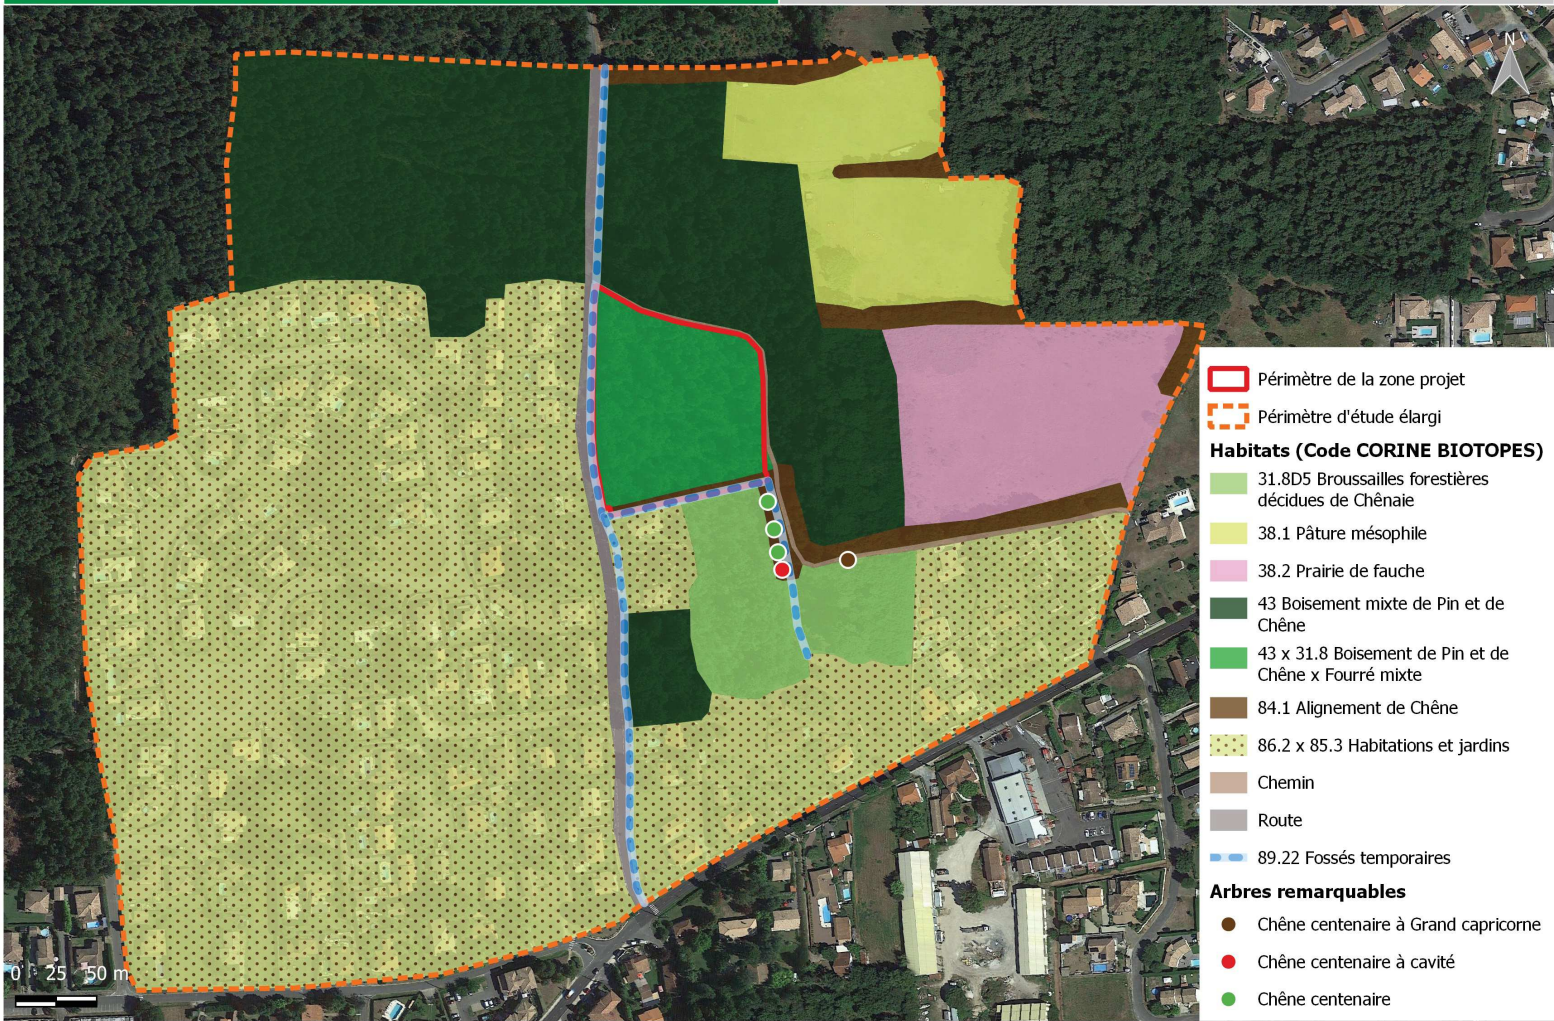 N
Périmètre de la zone projet
Périmètre d'étude élargi
Habitats (Code CORINE BIOTOPES)
31.8D5 Broussailles forestières
décidues de Chênaie
38.1 Pâture mésophile
38.2 Prairie de fauche
43 Boisement mixte de Pin et de
Chêne
43 x 31.8 Boisement de Pin et de
Chêne x Fourré mixte
84.1 Alignement de Chêne
86.2 x 85.3 Habitations et jardins
Chemin
Route
89.22 Fossés temporaires
Arbres remarquables
Chêne centenaire à Grand capricorne
Chêne centenaire à cavité
Chêne centenaire
0 25 50 m